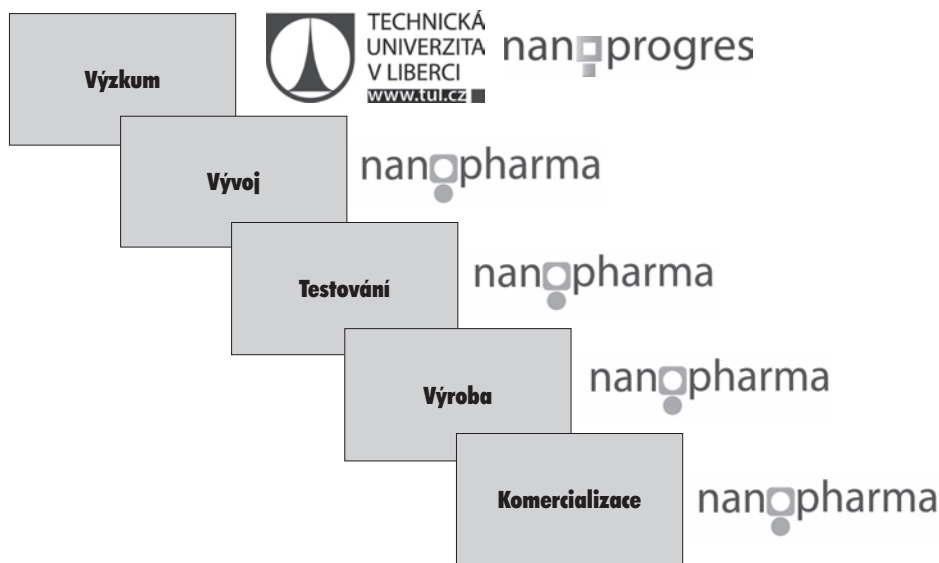 Výzkum
TECHNICKÁ
UNIVERZITA
V LIBERCI
www.tul.cz
nanoprogres
Vývoj
nanopharma
Testování
nanopharma
Výroba
nanopharma
Komercializace
nanopharma